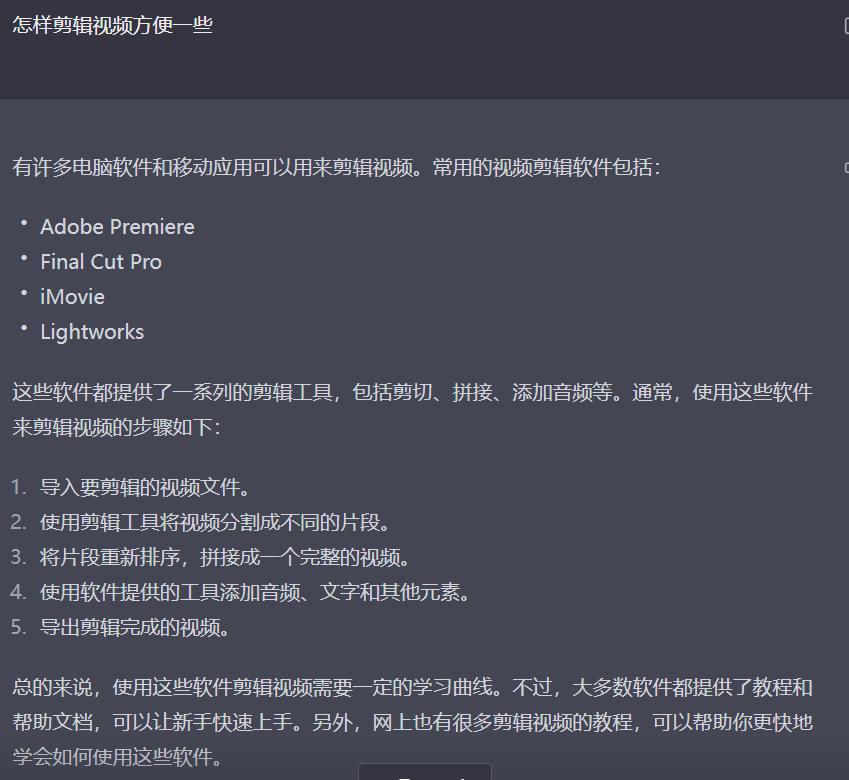 怎样剪辑视频方便一些
有许多电脑软件和移动应用可以用来剪辑视频。常用的视频剪辑软件包括：
• Adobe Premiere
• Final Cut Pro
• iMovie
• Lightworks
这些软件都提供了一系列的剪辑工具，包括剪切、拼接、添加音频等。通常，使用这些软件
来剪辑视频的步骤如下：
1. 导入要剪辑的视频文件。
2. 使用剪辑工具将视频分割成不同的片段。
3. 将片段重新排序，拼接成一个完整的视频。
4. 使用软件提供的工具添加音频、文字和其他元素。
5. 导出剪辑完成的视频。
总的来说，使用这些软件剪辑视频需要一定的学习曲线。不过，大多数软件都提供了教程和
帮助文档，可以让新手快速上手。另外，网上也有很多剪辑视频的教程，可以帮助你更快地
学会如何使用这些软件。